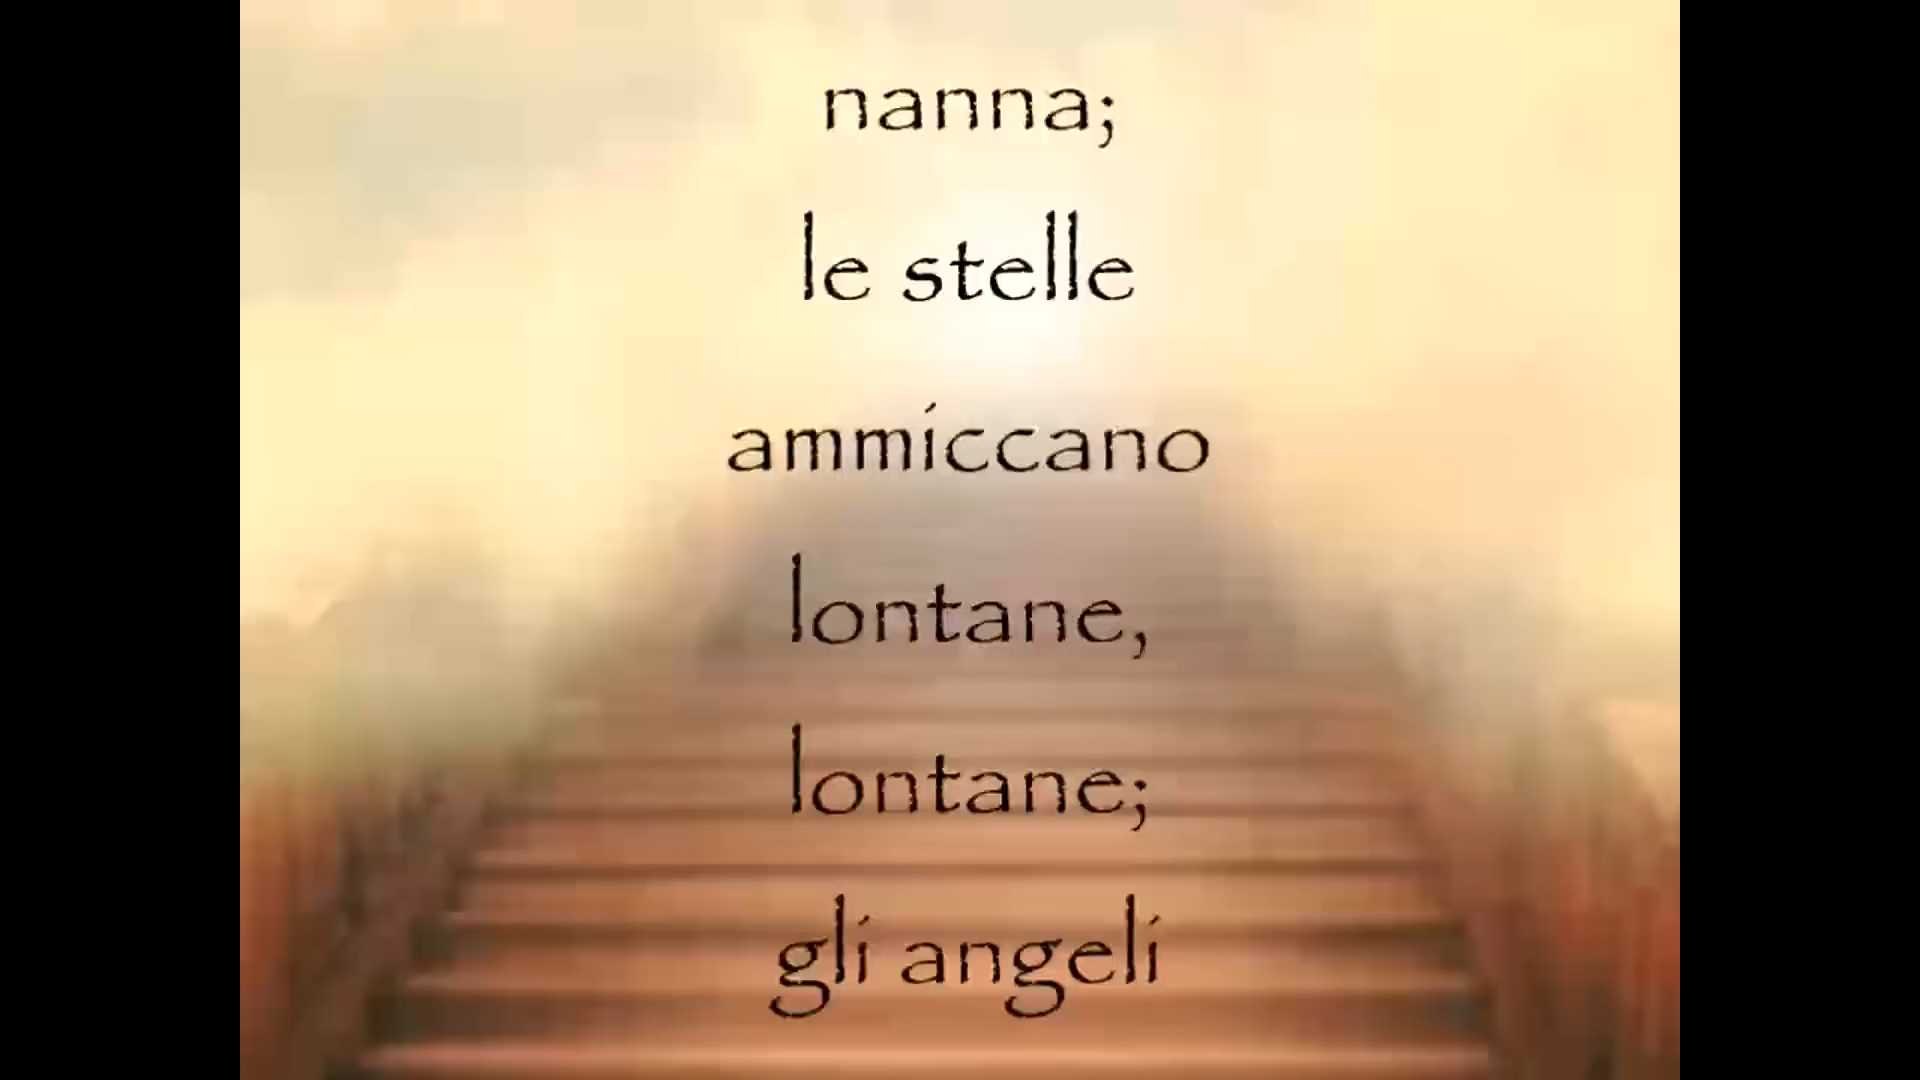 nanna;
le stelle
ammiccano
lontane,
lontane;
gli angeli